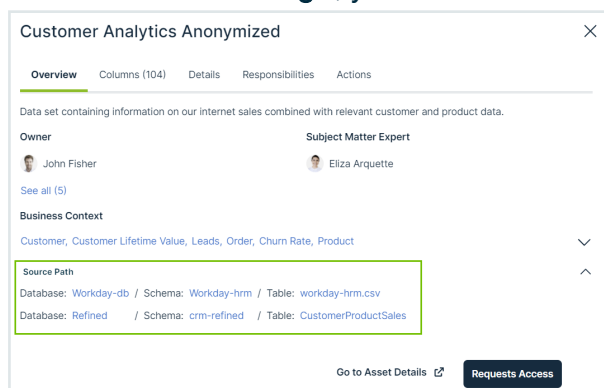 Customer Analytics Anonymized
Overview Columns (104) Details Responsibilities Actions
Data set containing information on our internet sales combined with relevant customer and product data.
Owner Subject Matter Expert
John Fisher Eliza Arquette
See all (5)
Business Context
Customer, Customer Lifetime Value, Leads, Order, Churn Rate, Product
Source Path
Database: Workday-db / Schema: Workday-hrm / Table: workday-hrm.csv
Database: Refined / Schema: crm-refined / Table: CustomerProductSales
Go to Asset Details Requests Access